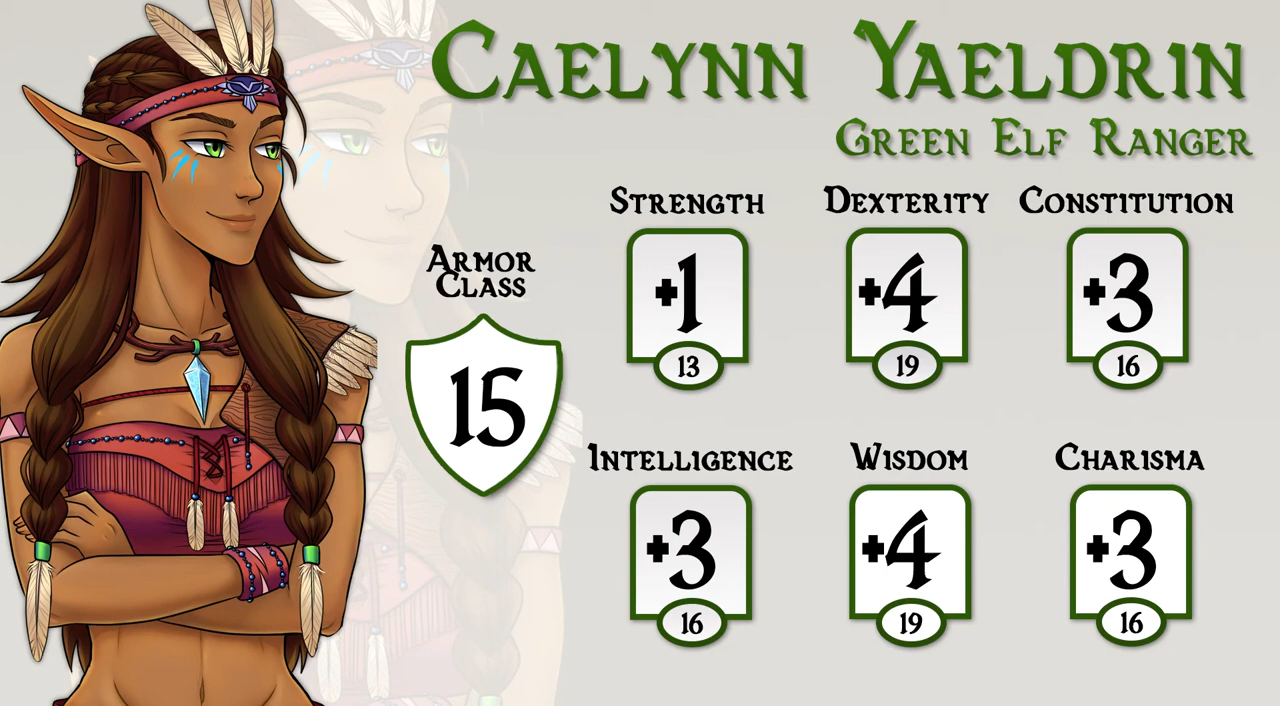 Caelynn Yaeldrin
Green Elf Ranger
Strength
Dexterity
Constitution
+1
+4
+3
13
19
16
Armor
Class
15
Intelligence
Wisdom
Charisma
+3
+4
+3
16
19
16